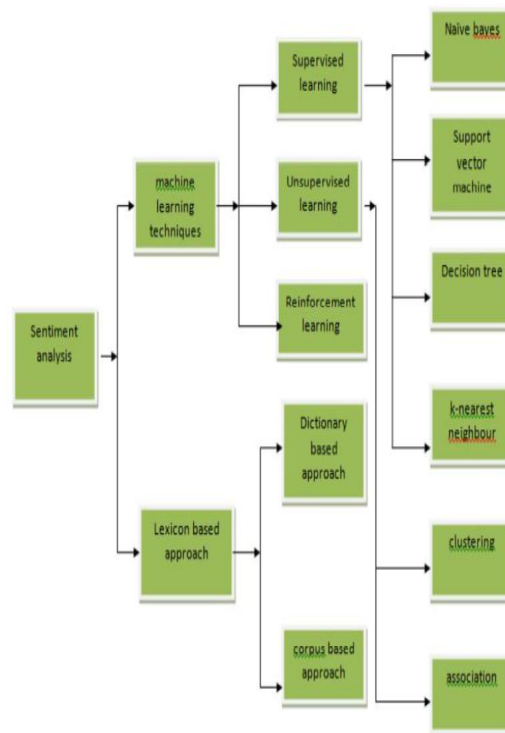 Sentiment
analysis
machine
learning
techniques
Lexicon based
approach
Supervised
learning
Unsupervised
learning
Reinforcement
learning
Dictionary
based
approach
corpus based
approach
Naïve bayes
Support
vector
machine
Decision tree
k-nearest
neighbour
clustering
association